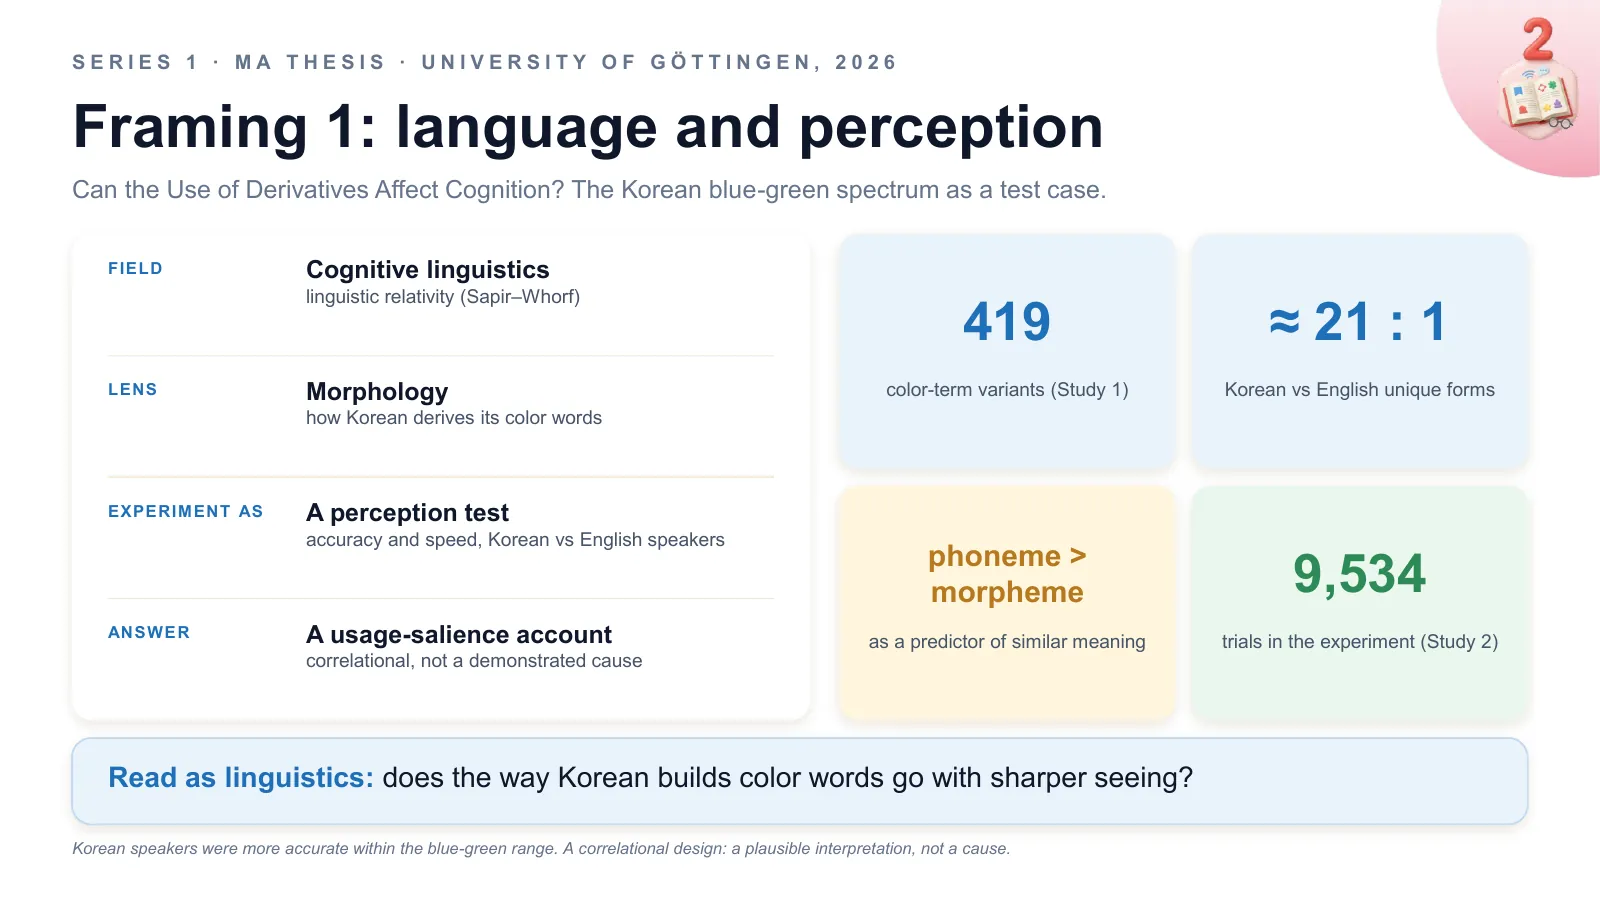 SERIES 1 · MA THESIS · UNIVERSITY OF GÖTTINGEN, 2026
2
Framing 1: language and perception
Can the Use of Derivatives Affect Cognition? The Korean blue-green spectrum as a test case.
FIELD
Cognitive linguistics
linguistic relativity (Sapir–Whorf)
LENS
Morphology
how Korean derives its color words
EXPERIMENT AS
A perception test
accuracy and speed, Korean vs English speakers
ANSWER
A usage-salience account
correlational, not a demonstrated cause
419
color-term variants (Study 1)
≈ 21 : 1
Korean vs English unique forms
phoneme >
morpheme
as a predictor of similar meaning
9,534
trials in the experiment (Study 2)
Read as linguistics: does the way Korean builds color words go with sharper seeing?
Korean speakers were more accurate within the blue-green range. A correlational design: a plausible interpretation, not a cause.